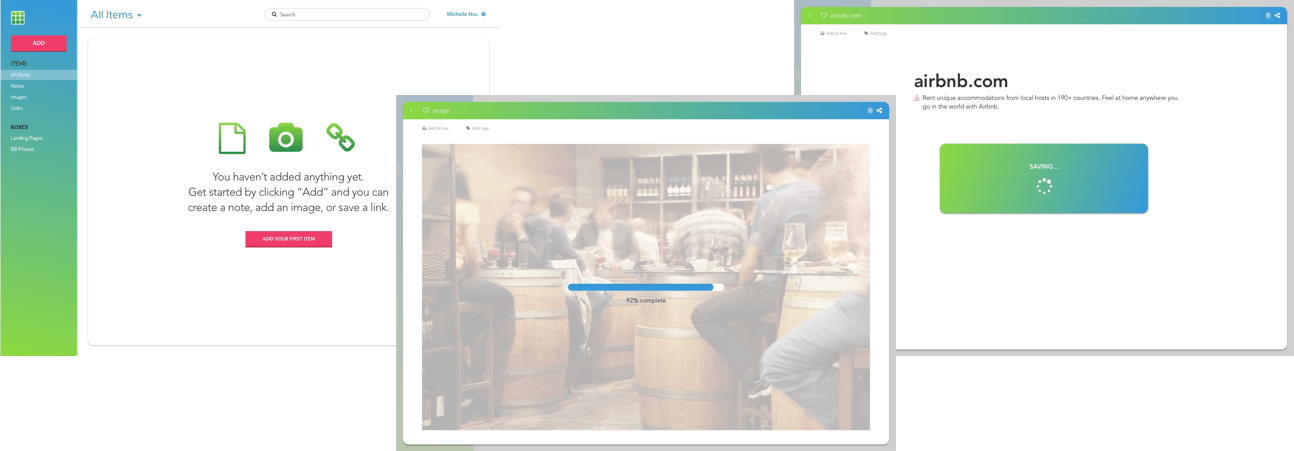 All Items
Search
Michelle Hsu
ADD
ITEMS
All Items
Notes
Images
Links
BOXES
Landing Pages
BB Photos
You haven't added anything yet.
Get started by clicking "Add" and you can
create a note, add an image, or save a link.
ADD YOUR FIRST ITEM
image
Add to box
Add tags
92% complete
airbnb.com
Add to box
Add tags
airbnb.com
Rent unique accommodations from local hosts in 190+ countries. Feel at home anywhere you
go in the world with Airbnb.
SAVING...